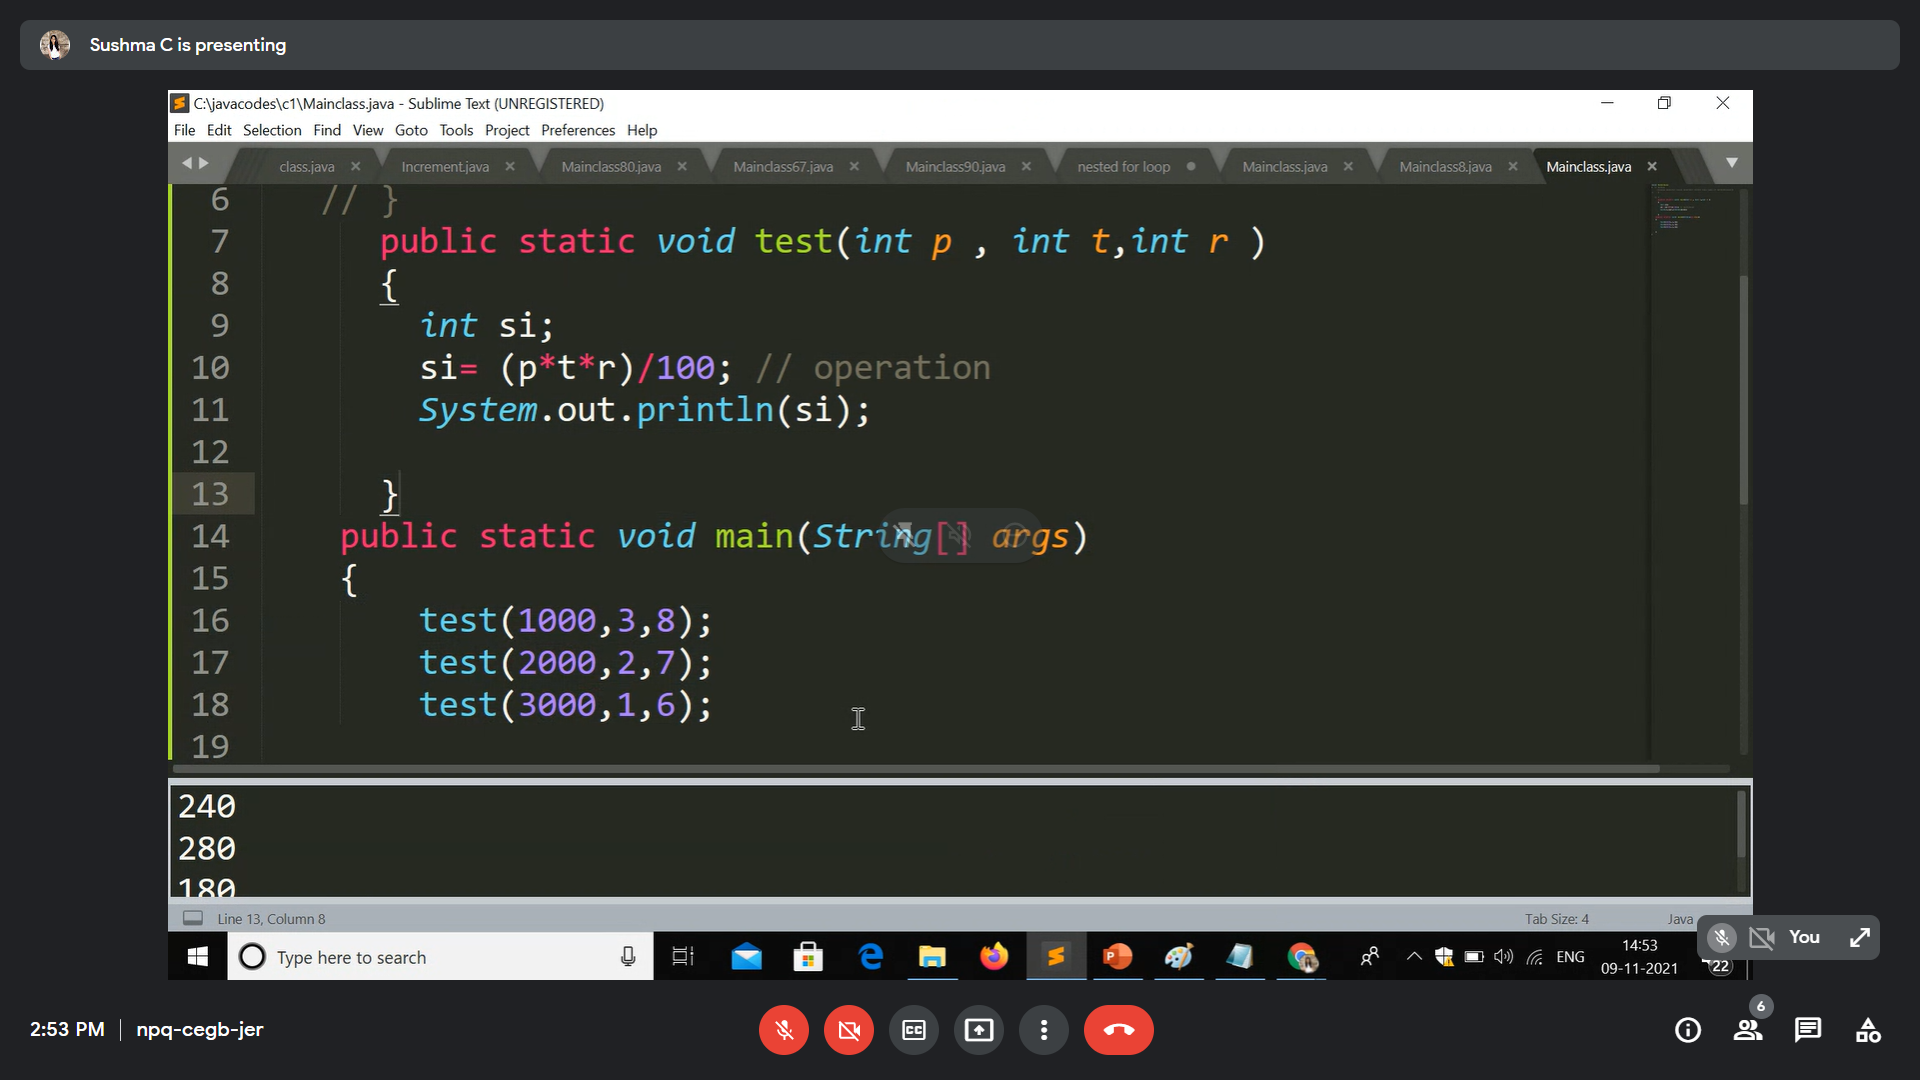 Sushma C is presenting
C:\javacodes\c1\Mainclass.java - Sublime Text (UNREGISTERED)
File Edit Selection Find View Goto Tools Project Preferences Help
class.java Increment.java Mainclass80.java Mainclass67.java Mainclass90.java nested for loop Mainclass.java Mainclass8.java Mainclass.java
6 // }
7 public static void test(int p , int t,int r )
8 {
9 int si;
10 si= (p*t*r)/100; // operation
11 System.out.println(si);
12
13 }
14 public static void main(String[] args)
15 {
16 test(1000,3,8);
17 test(2000,2,7);
18 test(3000,1,6);
19
240
280
180
Line 13, Column 8 Tab Size: 4 Java
You
Type here to search ENG 14:53
09-11-2021 22
2:53 PM npq-cegb-jer CC 6